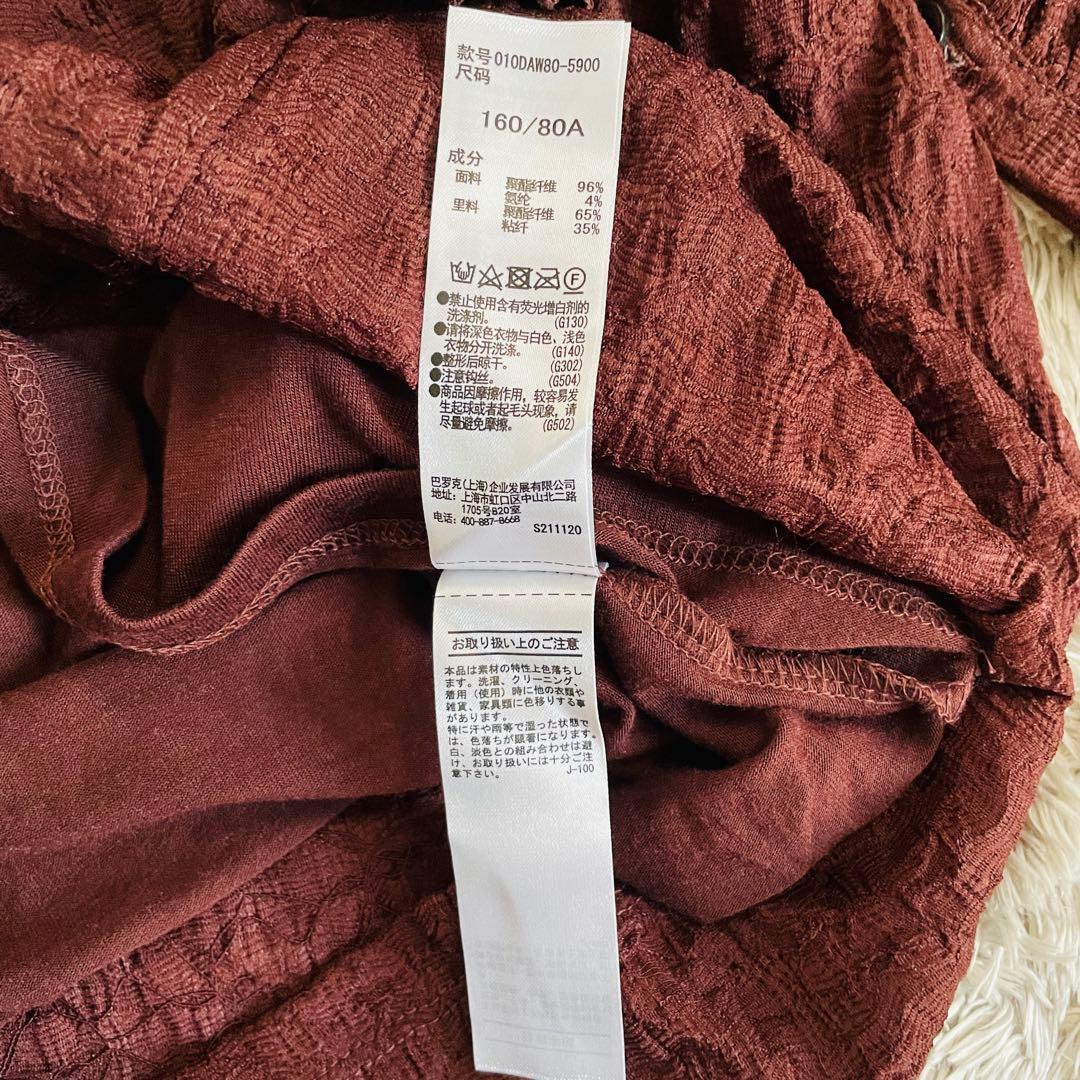 款号010DAW80-5900
尺码
160/80A
成分
面料 聚酯纤维 96%
氨纶 4%
里料 聚酯纤维 65%
粘纤 35%
F
●禁止使用含有荧光增白剂的
洗涤剂。 (G130)
●请将深色衣物与白色、浅色
衣物分开洗涤。 (G140)
●整形后晾干。 (G302)
●注意钩丝。 (G504)
●商品因摩擦作用，较容易发
生起球或者起毛头现象，请
尽量避免摩擦。 (G502)
巴罗克(上海)企业发展有限公司
地址：上海市虹口区中山北二路
1705号B20室
电话：400-887-8668
S211120
お取り扱い上のご注意
本品は素材の特性上色落ちし
ます。洗濯、クリーニング、
着用（使用）時に他の衣類や
雑貨、家具類に色移りする事
があります。
特に汗や雨等で湿った状態で
は、色落ちが顕著になります。
白、淡色との組み合わせは避
け、お取り扱いには十分ご注
意下さい。 J-100